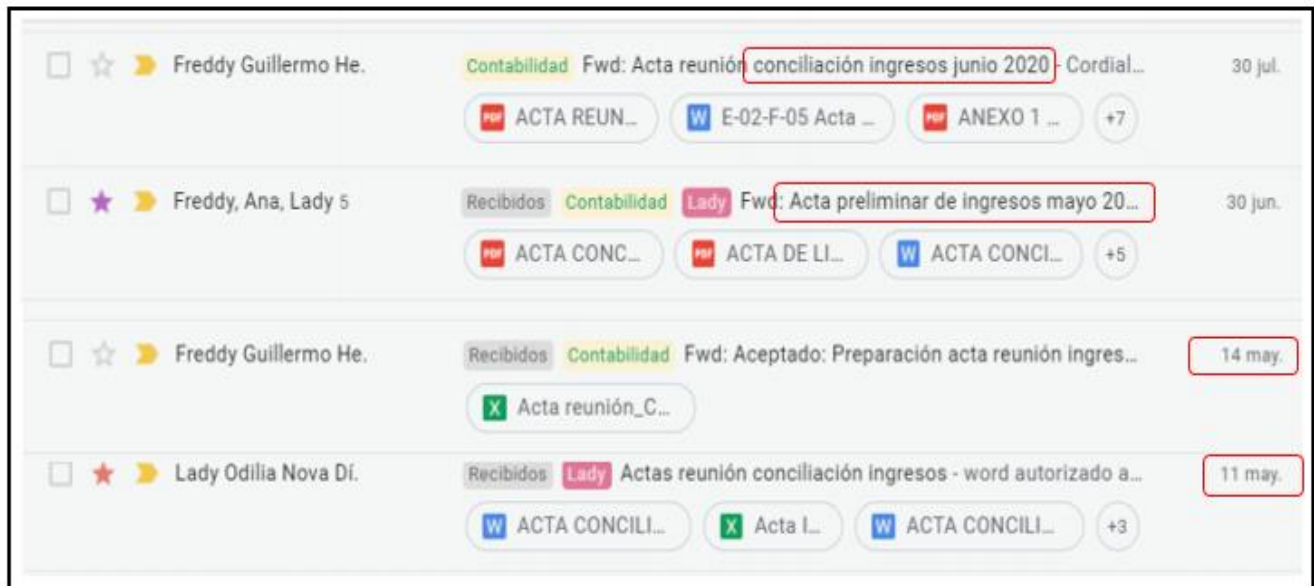 Freddy Guillermo He. Contabilidad Fwd: Acta reunión conciliación ingresos junio 2020 - Cordial... 30 jul.
PDF ACTA REUN... W E-02-F-05 Acta ... PDF ANEXO 1 ... +7
Freddy, Ana, Lady 5 Recibidos Contabilidad Lady Fwd: Acta preliminar de ingresos mayo 20... 30 jun.
PDF ACTA CONC... PDF ACTA DE LI... W ACTA CONCI... +5
Freddy Guillermo He. Recibidos Contabilidad Fwd: Aceptado: Preparación acta reunión ingres... 14 may.
X Acta reunión_C...
Lady Odilia Nova Dí. Recibidos Lady Actas reunión conciliación ingresos - word autorizado a... 11 may.
W ACTA CONCILI... X Acta I... W ACTA CONCILI... +3